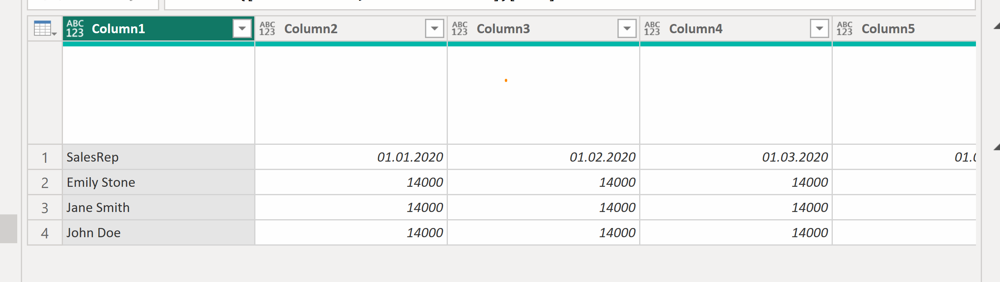 ABC 123 Column1 ABC 123 Column2 ABC 123 Column3 ABC 123 Column4 ABC 123 Column5
1 SalesRep 01.01.2020 01.02.2020 01.03.2020
2 Emily Stone 14000 14000 14000
3 Jane Smith 14000 14000 14000
4 John Doe 14000 14000 14000